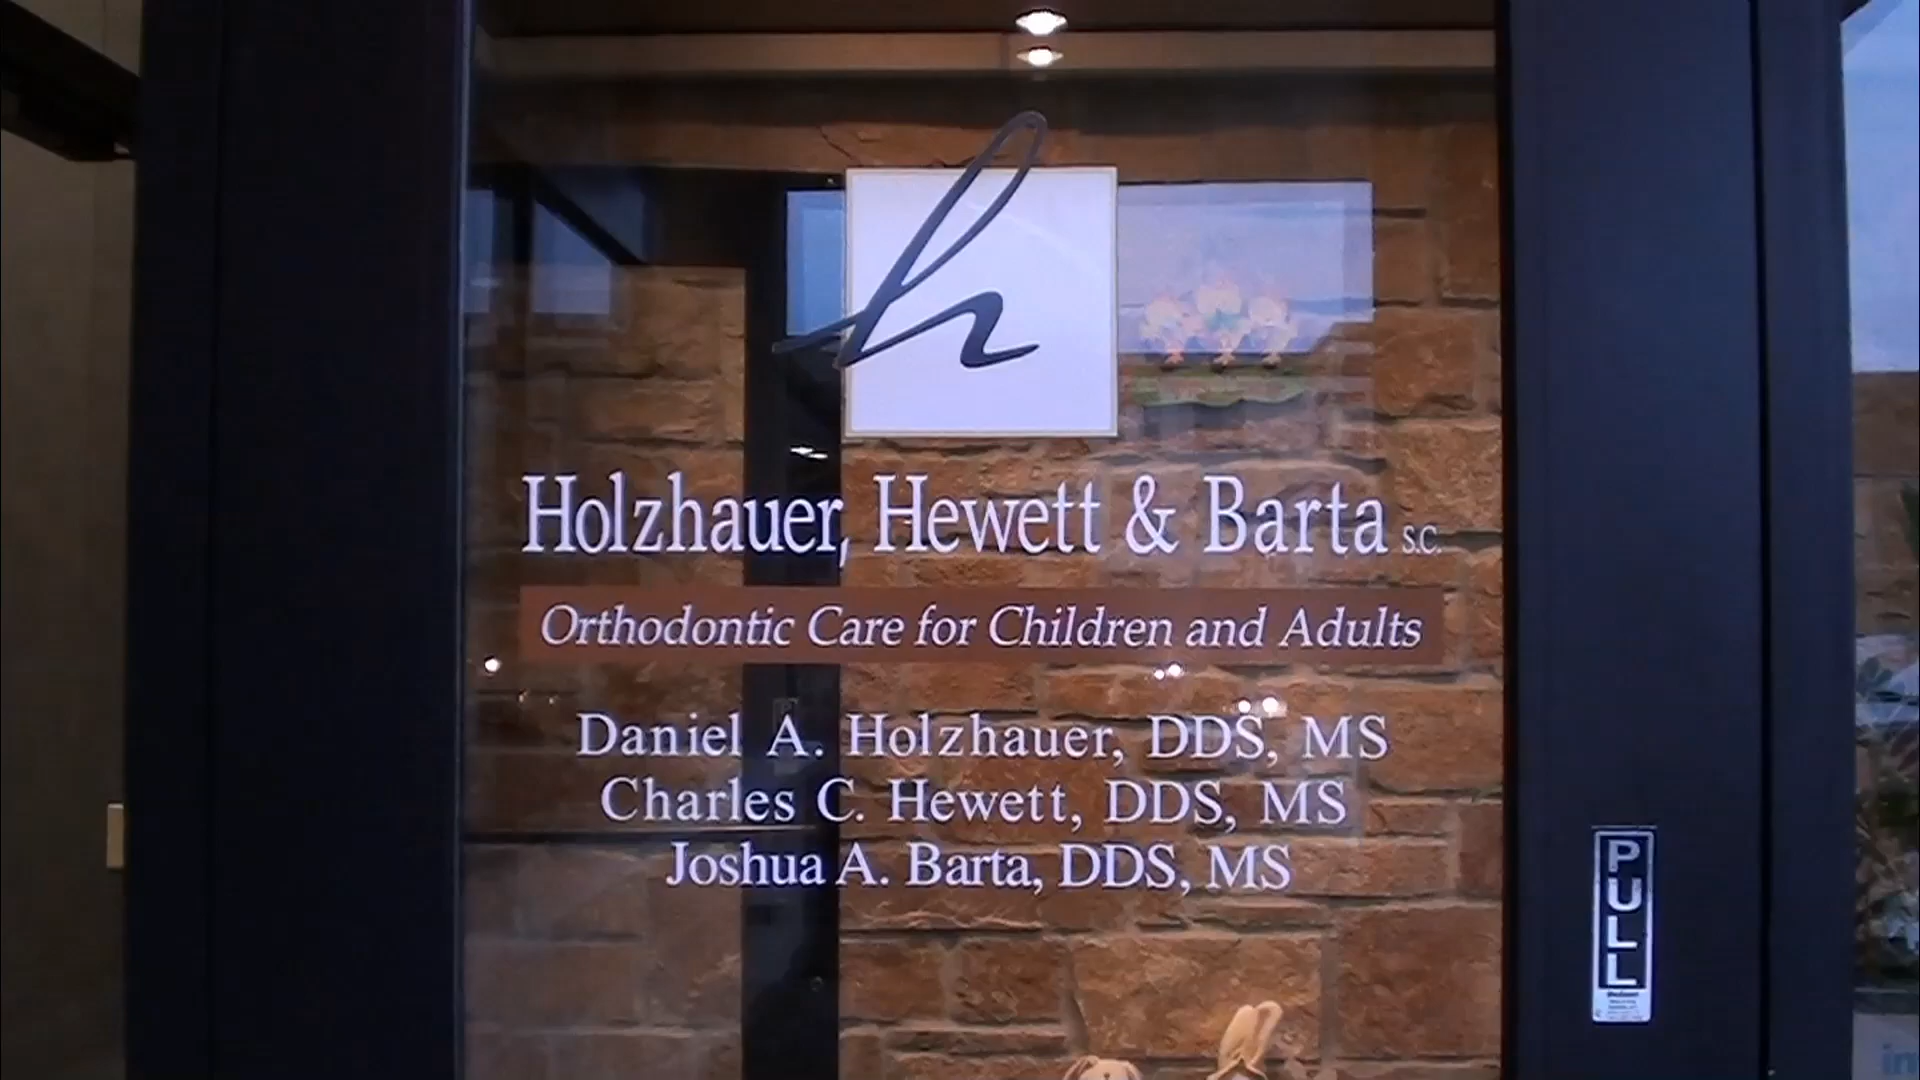 h
Holzhauer, Hewett & Barta S.C.
Orthodontic Care for Children and Adults
Daniel A. Holzhauer, DDS, MS
Charles C. Hewett, DDS, MS
Joshua A. Barta, DDS, MS
PULL
in